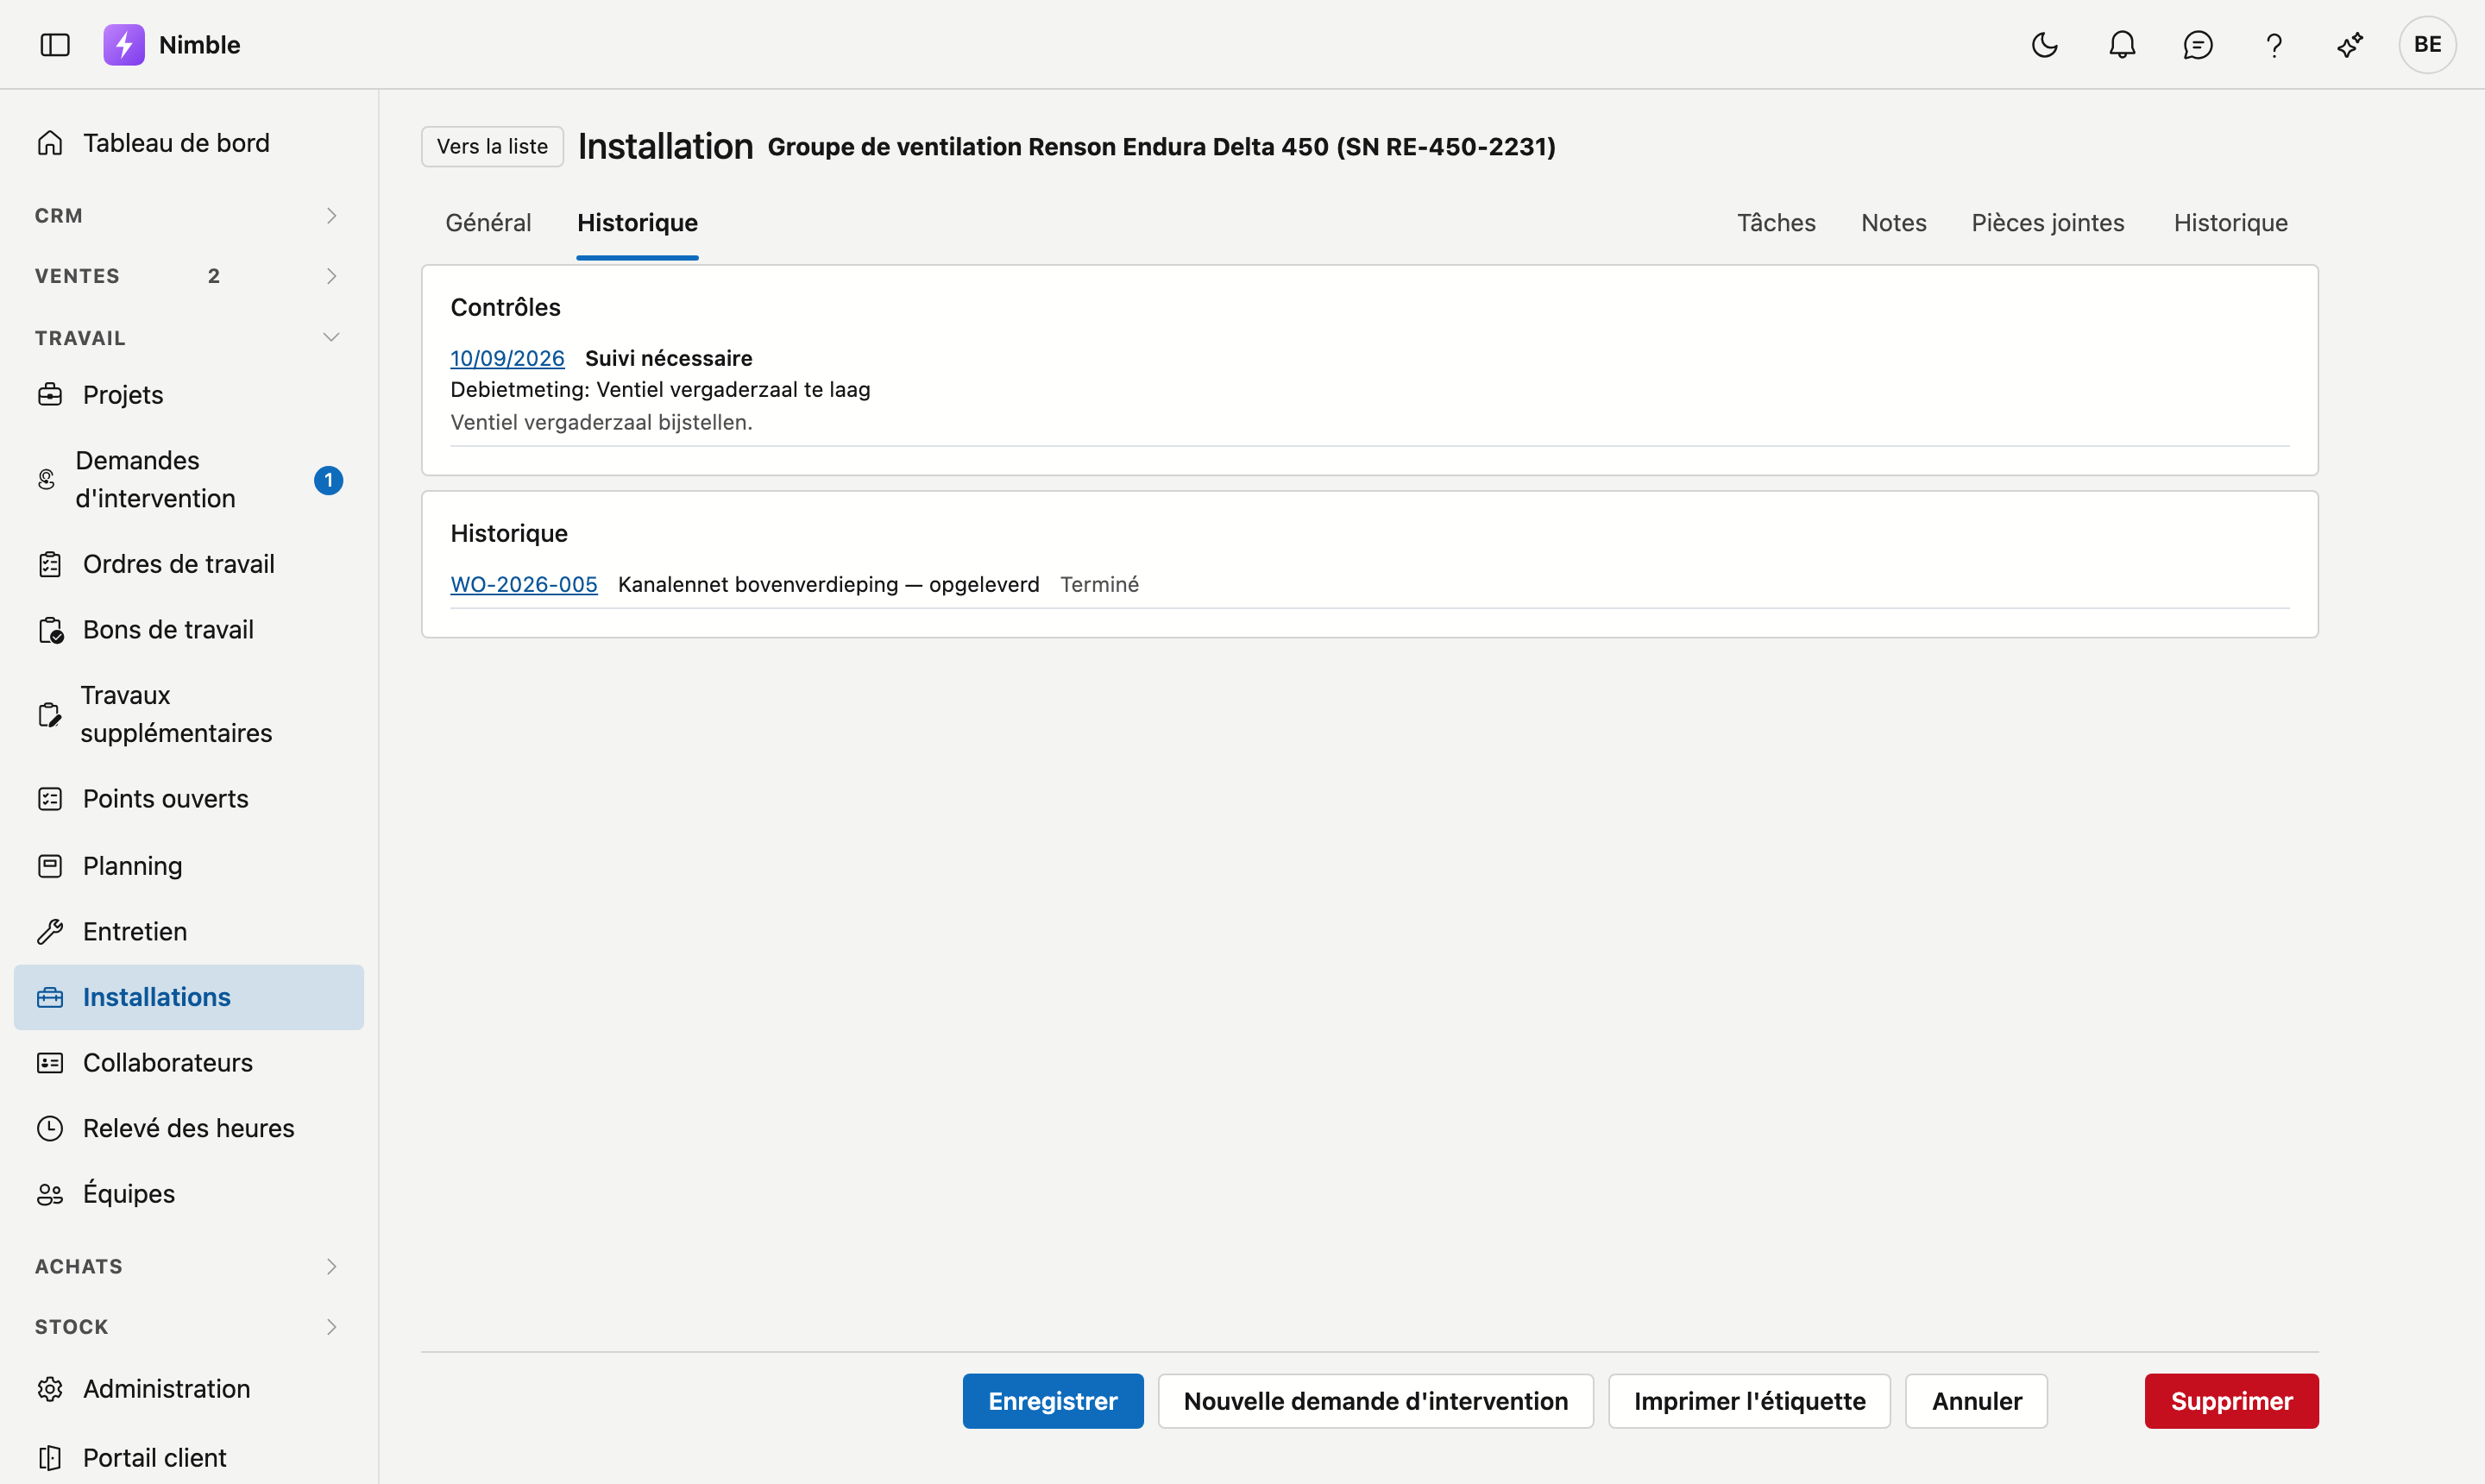 Nimble
BE
Tableau de bord
CRM
VENTES 2
TRAVAIL
Projets
Demandes
d'intervention
1
Ordres de travail
Bons de travail
Travaux
supplémentaires
Points ouverts
Planning
Entretien
Installations
Collaborateurs
Relevé des heures
Équipes
ACHATS
STOCK
Administration
Portail client
Vers la liste Installation Groupe de ventilation Renson Endura Delta 450 (SN RE-450-2231)
Général Historique Tâches Notes Pièces jointes Historique
Contrôles
10/09/2026 Suivi nécessaire
Debietmeting: Ventiel vergaderzaal te laag
Ventiel vergaderzaal bijstellen.
Historique
WO-2026-005 Kanalennet bovenverdieping — opgeleverd Terminé
Enregistrer Nouvelle demande d'intervention Imprimer l'étiquette Annuler Supprimer